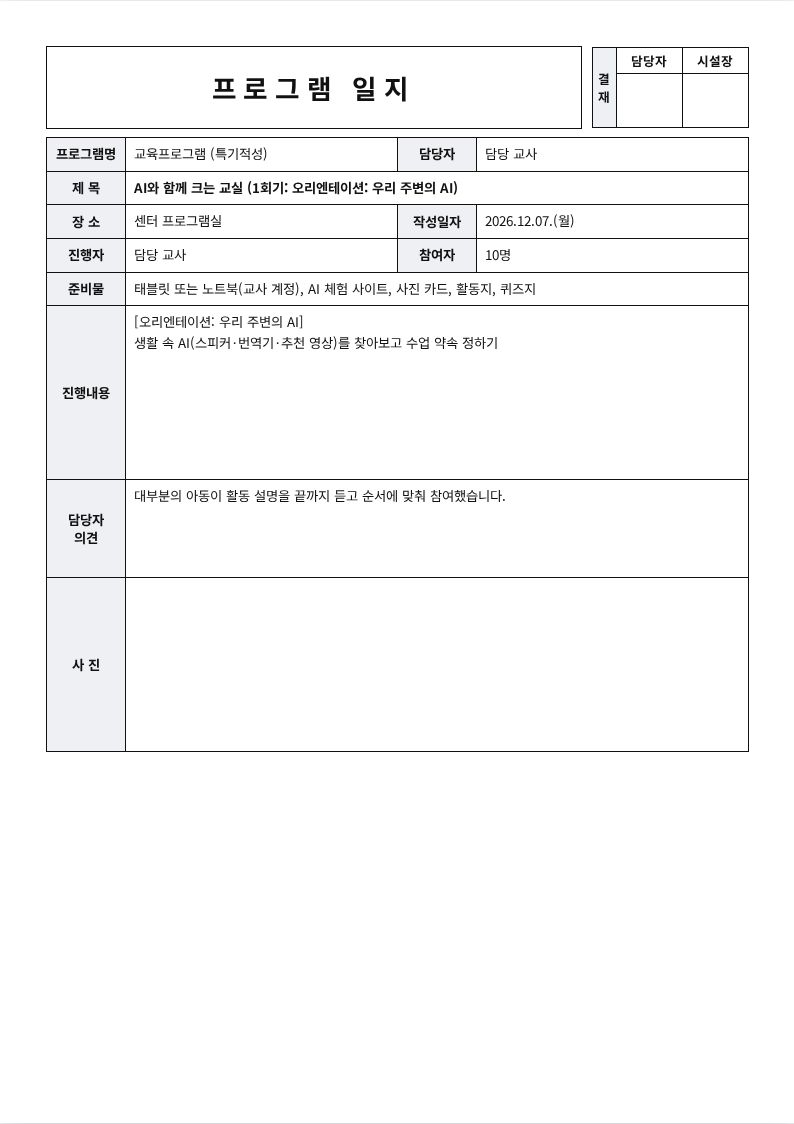 프로그램 일지
결재
담당자 시설장
프로그램명 교육프로그램 (특기적성) 담당자 담당 교사
제 목 AI와 함께 크는 교실 (1회기: 오리엔테이션: 우리 주변의 AI)
장 소 센터 프로그램실 작성일자 2026.12.07.(월)
진행자 담당 교사 참여자 10명
준비물 태블릿 또는 노트북(교사 계정), AI 체험 사이트, 사진 카드, 활동지, 퀴즈지
진행내용
[오리엔테이션: 우리 주변의 AI]
생활 속 AI(스피커·번역기·추천 영상)를 찾아보고 수업 약속 정하기
담당자
의견
대부분의 아동이 활동 설명을 끝까지 듣고 순서에 맞춰 참여했습니다.
사 진